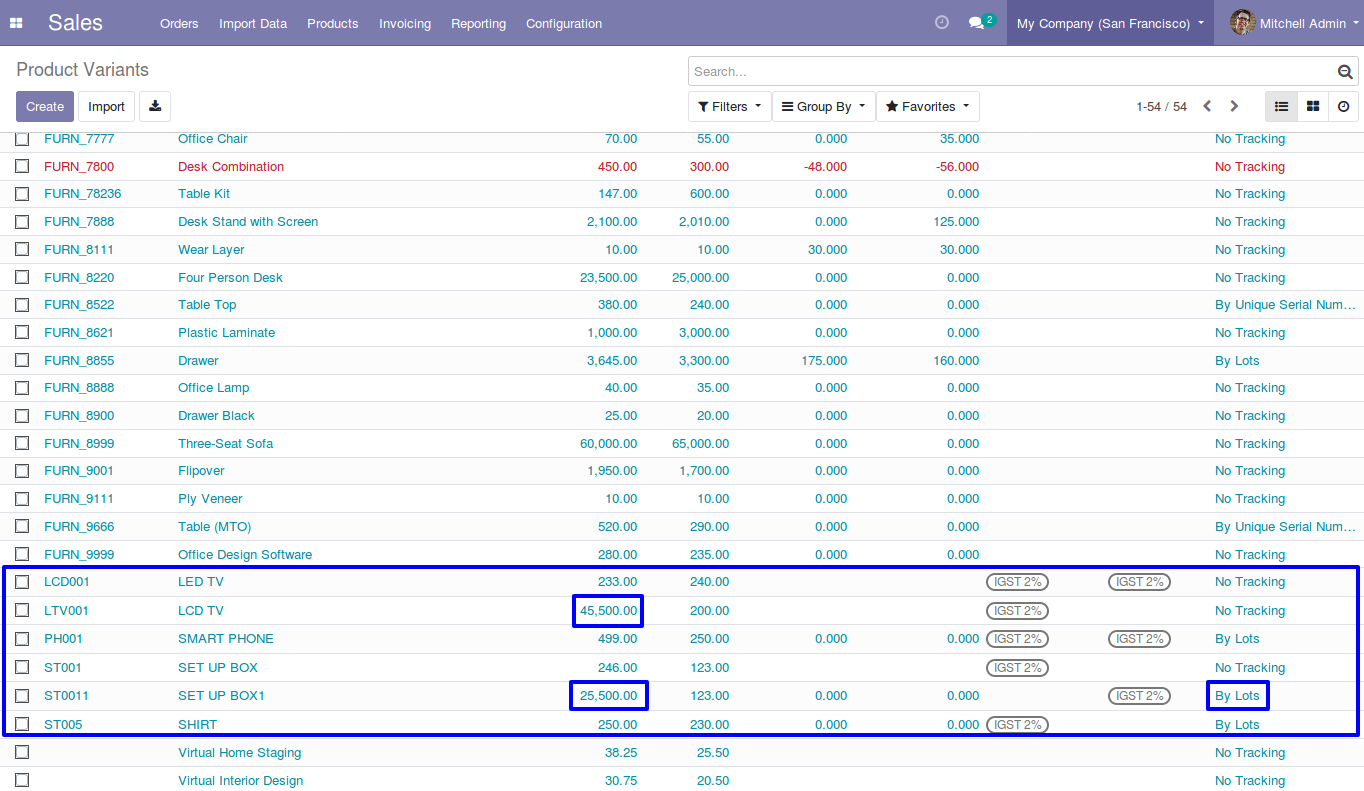 Sales Orders Import Data Products Invoicing Reporting Configuration 2 My Company (San Francisco) Mitchell Admin
Product Variants Search...
Create Import Filters Group By Favorites 1-54 / 54
FURN_7777 Office Chair 70.00 55.00 0.000 35.000 No Tracking
FURN_7800 Desk Combination 450.00 300.00 -48.000 -56.000 No Tracking
FURN_78236 Table Kit 147.00 600.00 0.000 0.000 No Tracking
FURN_7888 Desk Stand with Screen 2,100.00 2,010.00 0.000 125.000 No Tracking
FURN_8111 Wear Layer 10.00 10.00 30.000 30.000 No Tracking
FURN_8220 Four Person Desk 23,500.00 25,000.00 0.000 0.000 No Tracking
FURN_8522 Table Top 380.00 240.00 0.000 0.000 By Unique Serial Num...
FURN_8621 Plastic Laminate 1,000.00 3,000.00 0.000 0.000 No Tracking
FURN_8855 Drawer 3,645.00 3,300.00 175.000 160.000 By Lots
FURN_8888 Office Lamp 40.00 35.00 0.000 0.000 No Tracking
FURN_8900 Drawer Black 25.00 20.00 0.000 0.000 No Tracking
FURN_8999 Three-Seat Sofa 60,000.00 65,000.00 0.000 0.000 No Tracking
FURN_9001 Flipover 1,950.00 1,700.00 0.000 0.000 No Tracking
FURN_9111 Ply Veneer 10.00 10.00 0.000 0.000 No Tracking
FURN_9666 Table (MTO) 520.00 290.00 0.000 0.000 By Unique Serial Num...
FURN_9999 Office Design Software 280.00 235.00 0.000 0.000 No Tracking
LCD001 LED TV 233.00 240.00 IGST 2% IGST 2% No Tracking
LTV001 LCD TV 45,500.00 200.00 IGST 2% No Tracking
PH001 SMART PHONE 499.00 250.00 0.000 0.000 IGST 2% IGST 2% By Lots
ST001 SET UP BOX 246.00 123.00 IGST 2% No Tracking
ST0011 SET UP BOX1 25,500.00 123.00 0.000 0.000 IGST 2% By Lots
ST005 SHIRT 250.00 230.00 0.000 0.000 IGST 2% By Lots
Virtual Home Staging 38.25 25.50 No Tracking
Virtual Interior Design 30.75 20.50 No Tracking